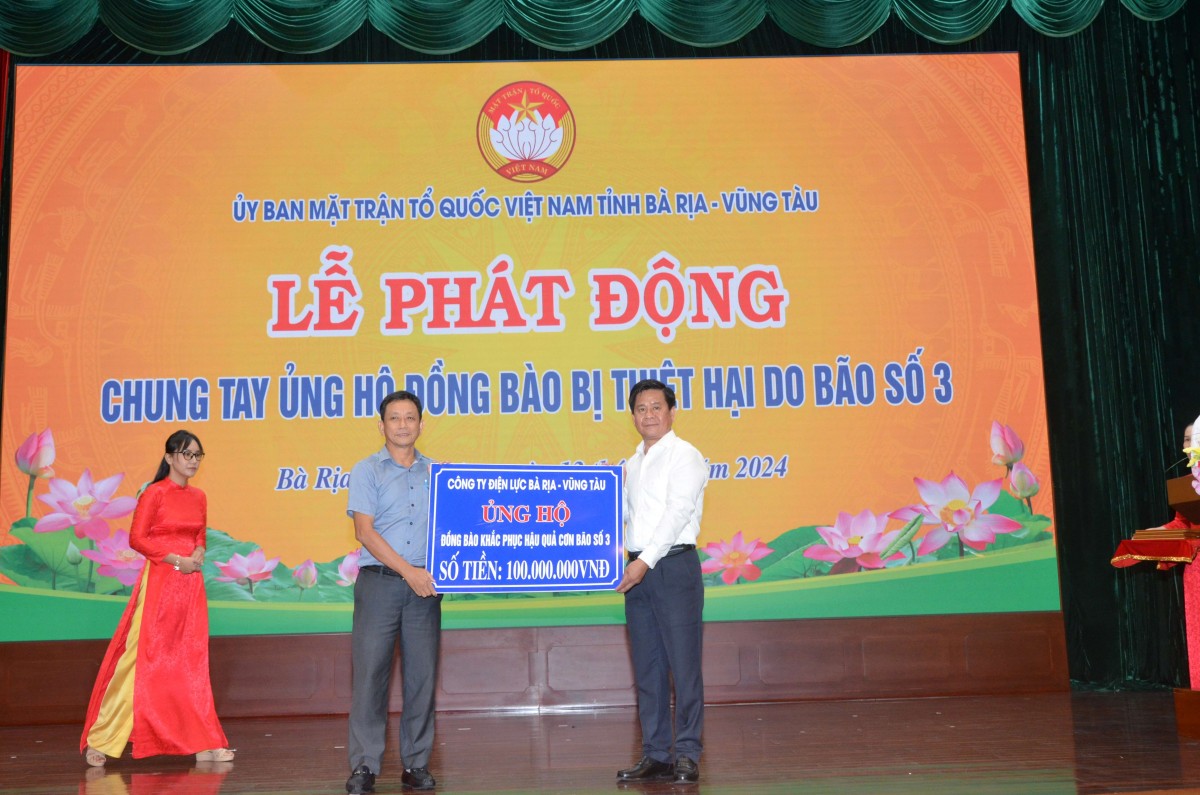 MẶT TRẬN TỔ QUỐC
VIỆT NAM
ỦY BAN MẶT TRẬN TỔ QUỐC VIỆT NAM TỈNH BÀ RỊA - VŨNG TÀU
LỄ PHÁT ĐỘNG
CHUNG TAY ỦNG HỘ ĐỒNG BÀO BỊ THIỆT HẠI DO BÃO SỐ 3
Bà Rịa 12 năm 2024
CÔNG TY ĐIỆN LỰC BÀ RỊA - VŨNG TÀU
ỦNG HỘ
ĐỒNG BÀO KHẮC PHỤC HẬU QUẢ CƠN BÃO SỐ 3
SỐ TIỀN: 100.000.000VNĐ